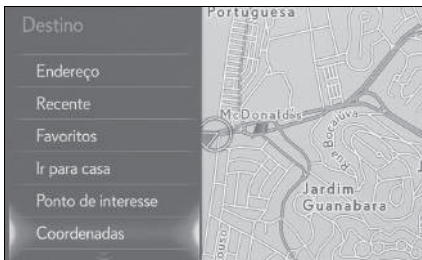 Destino
Endereço
Recente
Favoritos
Ir para casa
Ponto de interesse
Coordenadas
Portuguesa
McDonald's
Rua Bocaiuva
Jardim
Guanabara